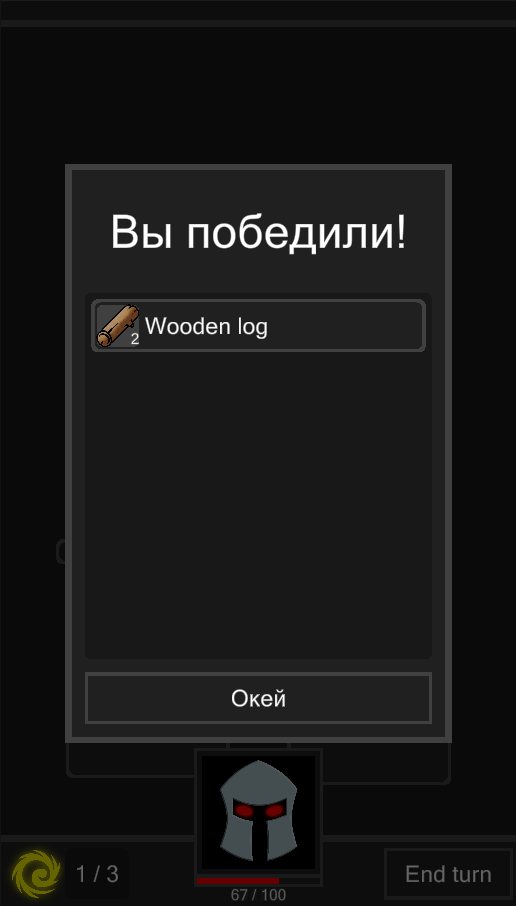 Вы победили!
2
Wooden log
Окей
1 / 3
End turn
67 / 100